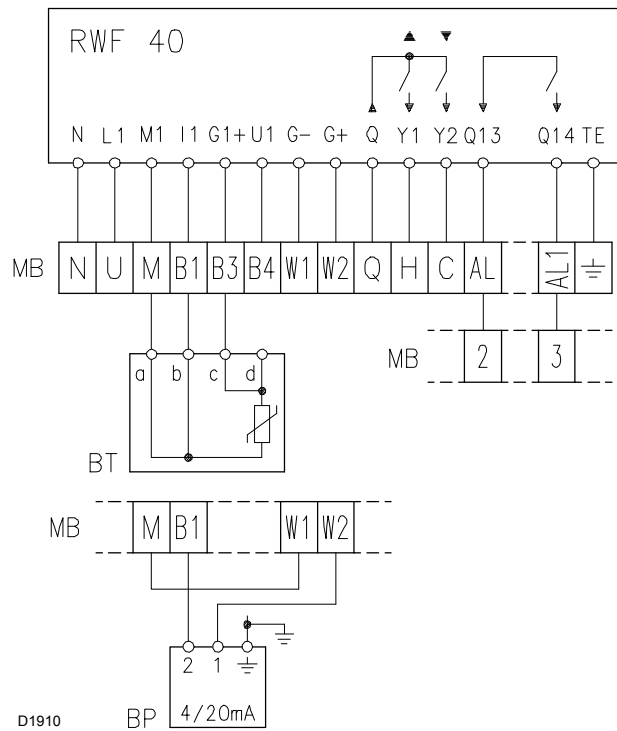 RWF 40
N L1 M1 I1 G1+ U1 G- G+ Q Y1 Y2 Q13 Q14 TE
MB N U M B1 B3 B4 W1 W2 Q H C AL AL1
MB 2 3
a b c d
BT
MB M B1 W1 W2
2 1
BP 4/20mA
D1910